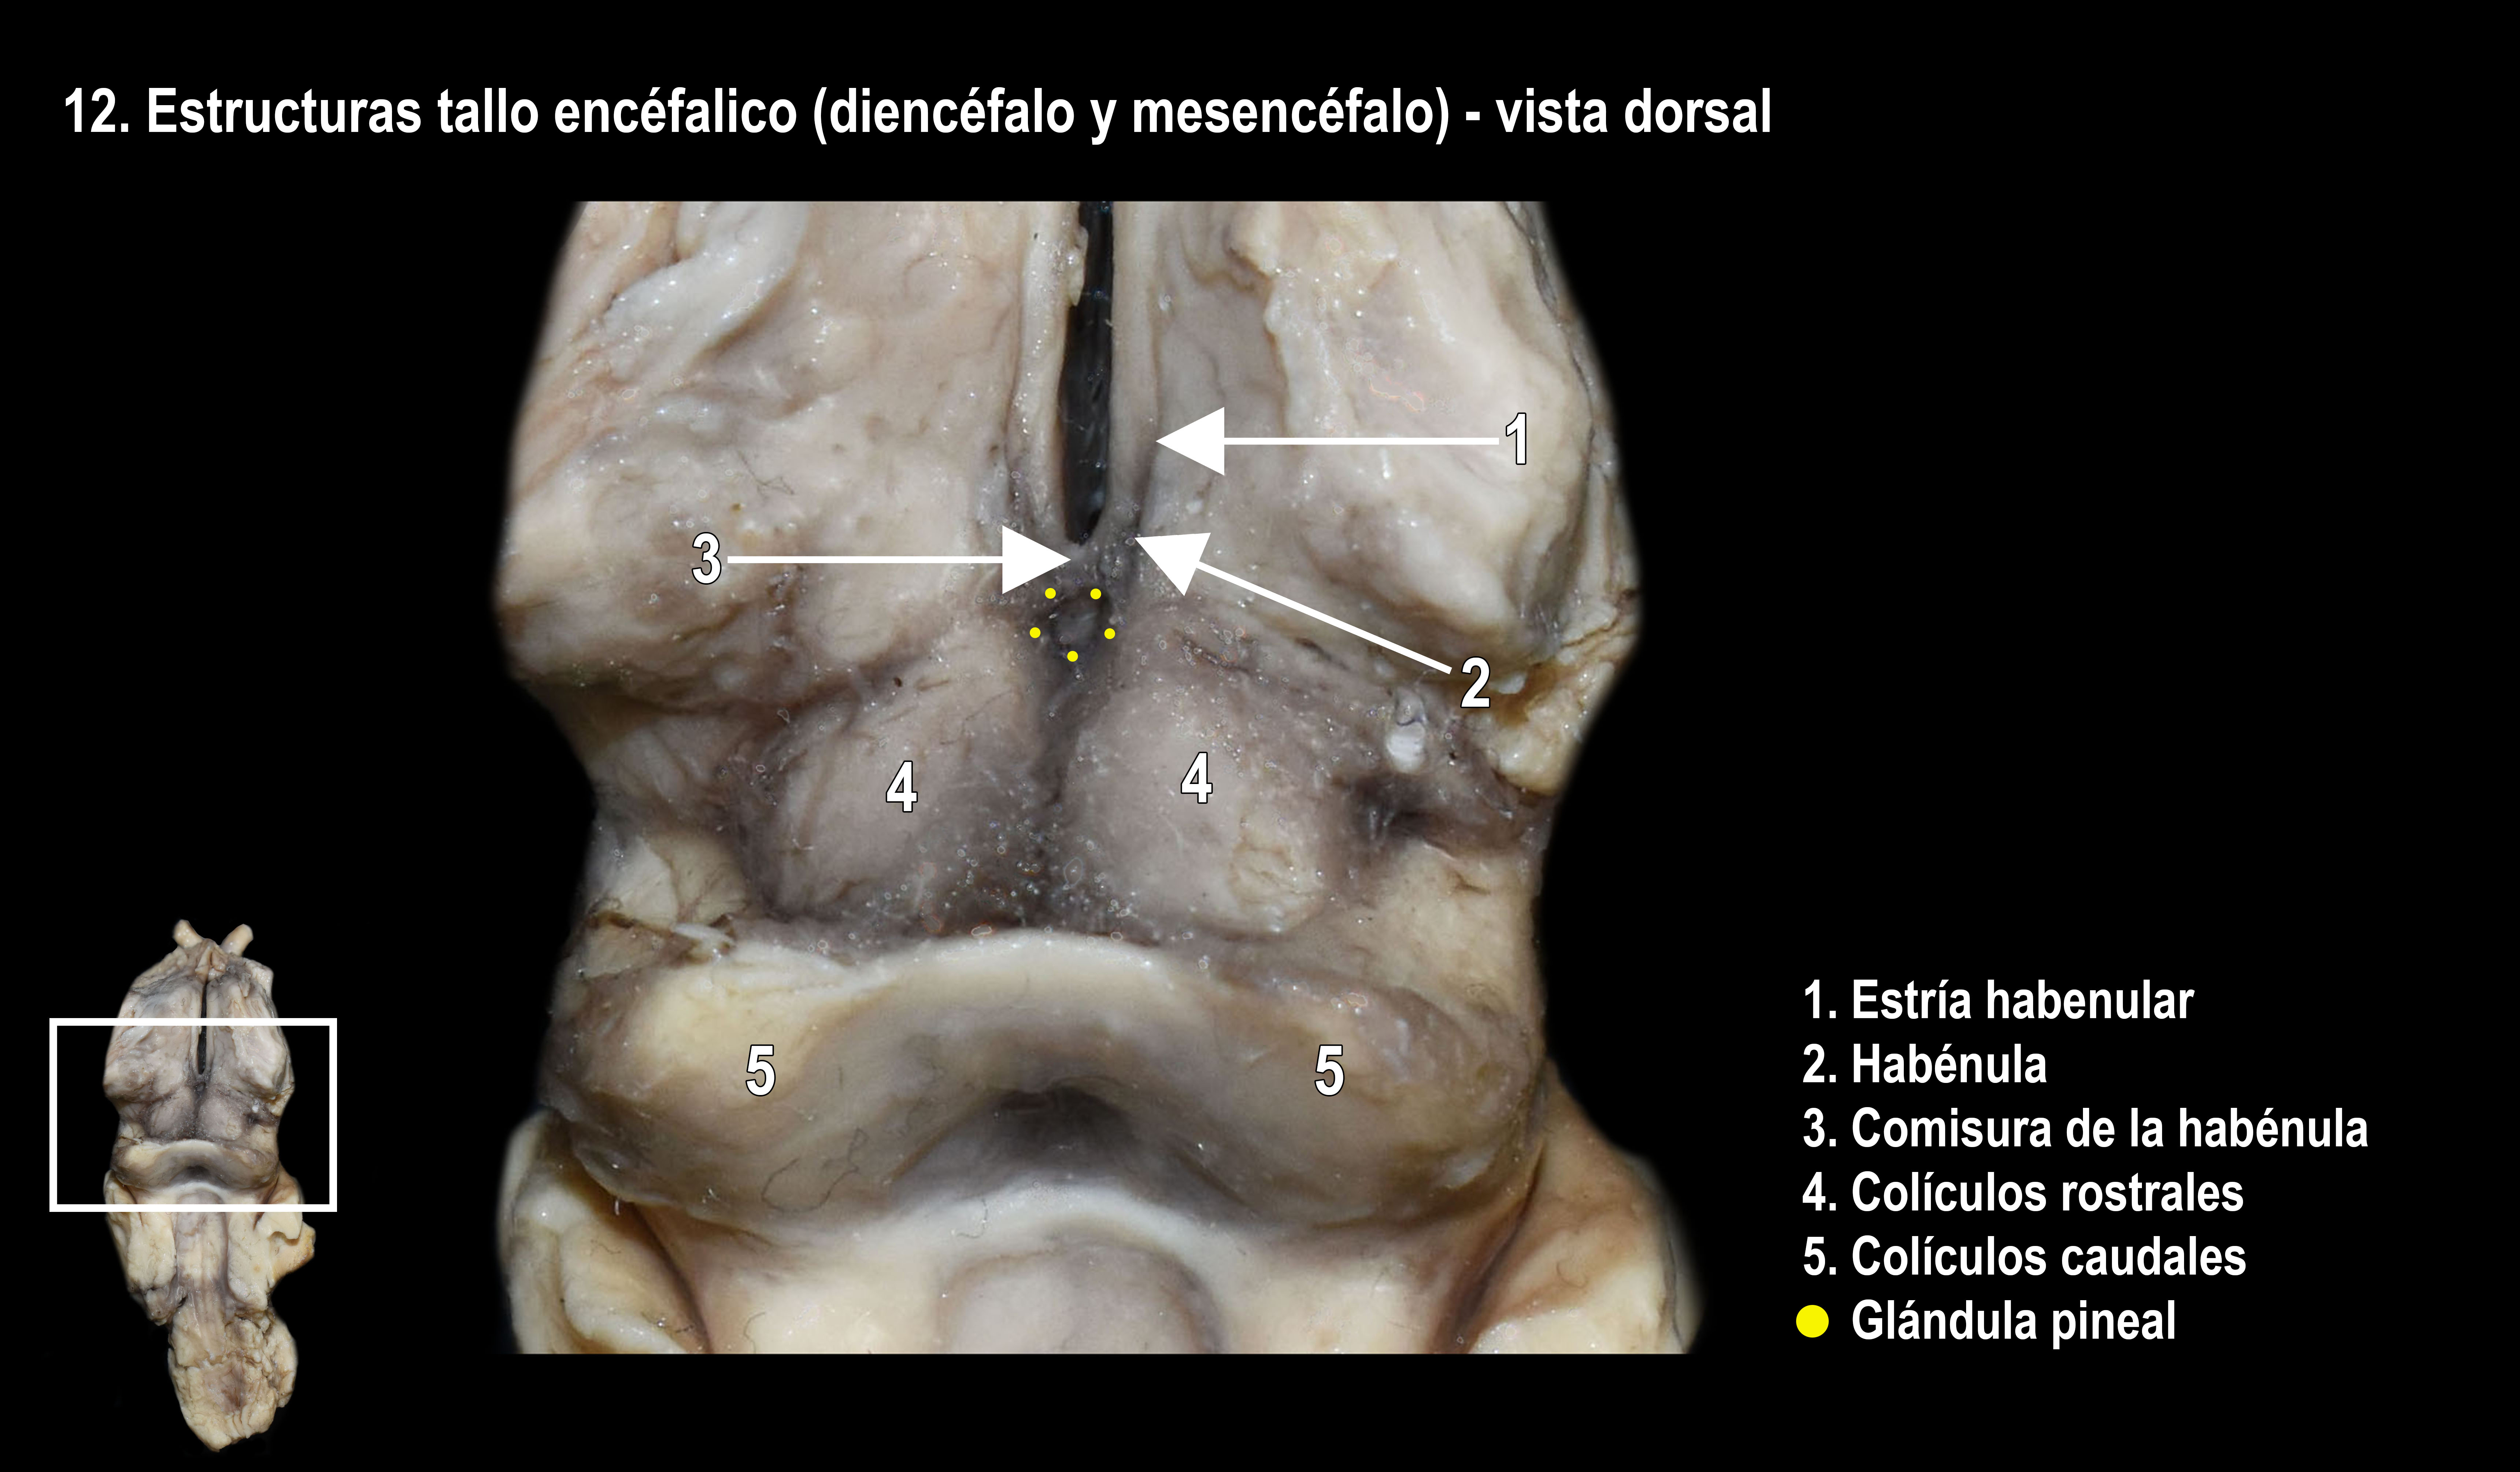 12. Estructuras tallo encéfalico (diencéfalo y mesencéfalo) - vista dorsal
1
3
2
4 4
5 5
1. Estría habenular
2. Habénula
3. Comisura de la habénula
4. Colículos rostrales
5. Colículos caudales
Glándula pineal